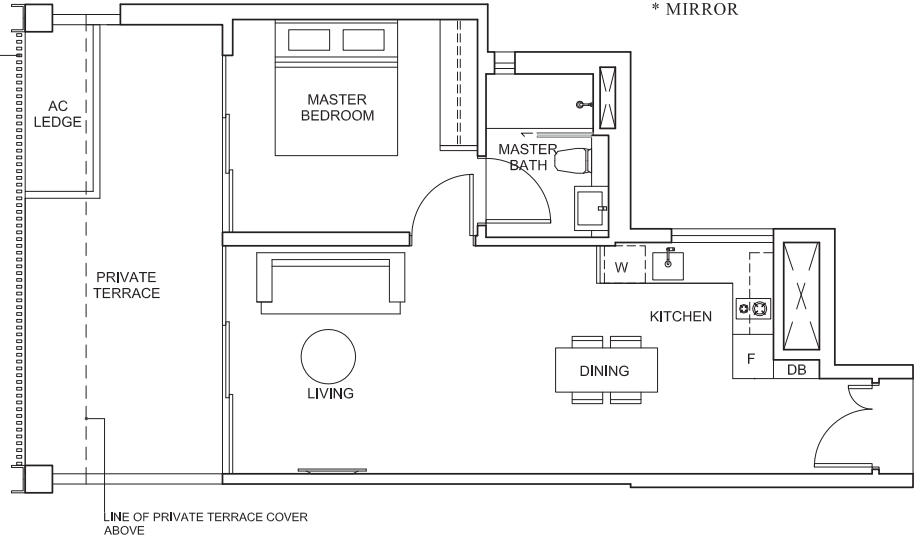 * MIRROR
AC
LEDGE
MASTER
BEDROOM
MASTER
BATH
PRIVATE
TERRACE
W
KITCHEN
F
DB
DINING
LIVING
LINE OF PRIVATE TERRACE COVER
ABOVE